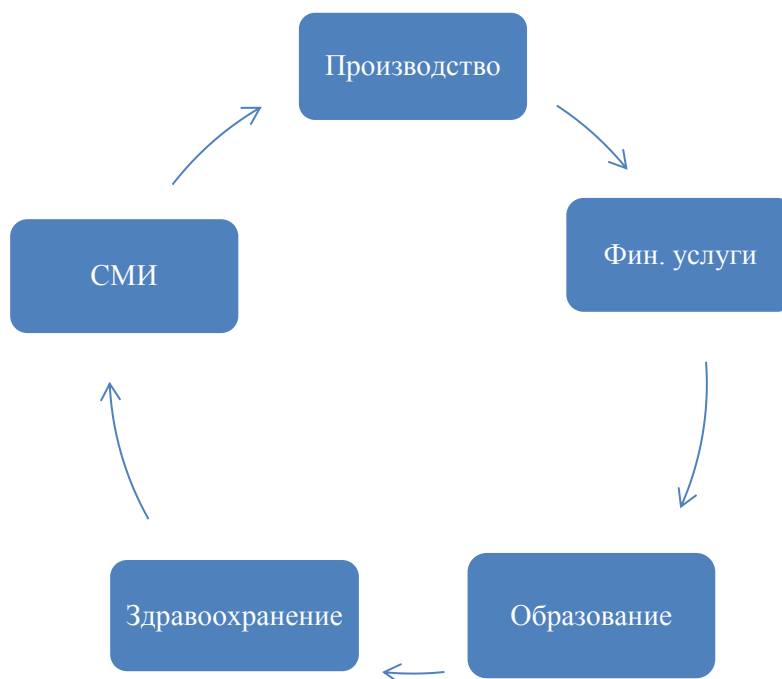 Производство
Фин. услуги
Образование
Здравоохранение
СМИ